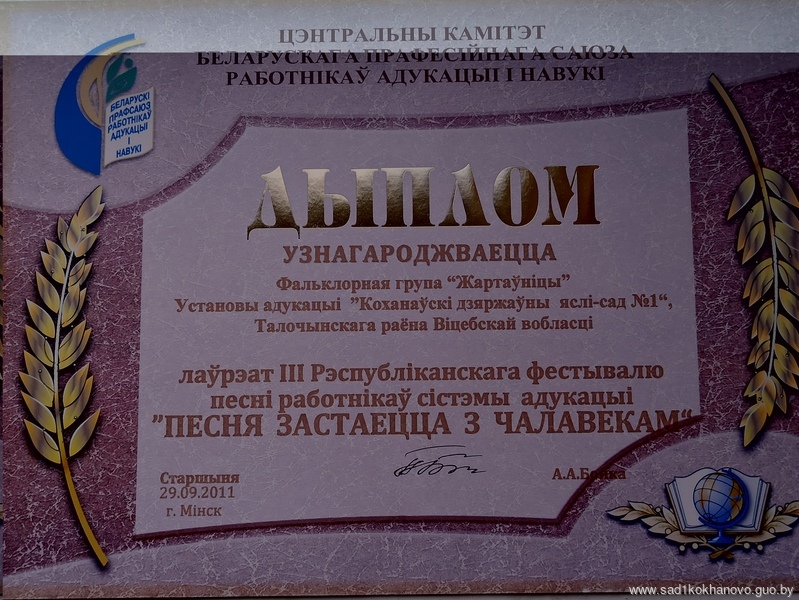 ЦЭНТРАЛЬНЫ КАМІТЭТ
БЕЛАРУСКАГА ПРАФЕСІЙНАГА САЮЗА
РАБОТНІКАЎ АДУКАЦЫІ І НАВУКІ
БЕЛАРУСКІ
ПРАФСАЮЗ
РАБОТНІКАЎ
АДУКАЦЫІ
І
НАВУКІ
ДЫПЛОМ
УЗНАГАРОДЖВАЕЦЦА
Фальклорная група “Жартаўніцы”
Установы адукацыі ”Коханаўскі дзяржаўны яслі-сад №1“,
Талочынскага раёна Віцебскай вобласці
лаўрэат III Рэспубліканскага фестывалю
песні работнікаў сістэмы адукацыі
”ПЕСНЯ ЗАСТАЕЦЦА З ЧАЛАВЕКАМ“
Старшыня
А.А.Бойка
29.09.2011
г. Мінск
www.sad1kokhanovo.guo.by